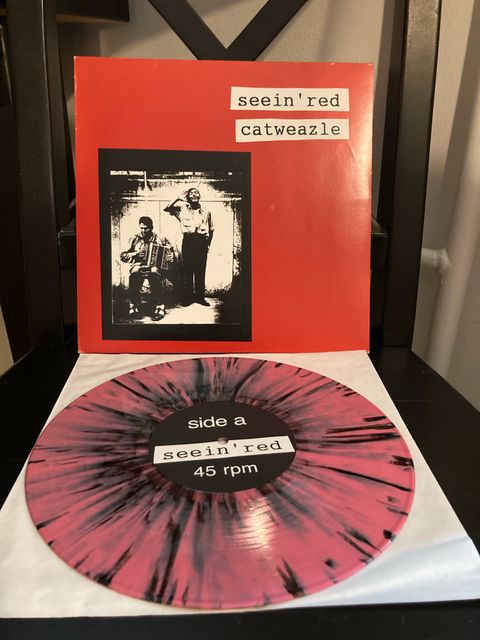 seein'red
catweazle
side a
seein'red
45 rpm